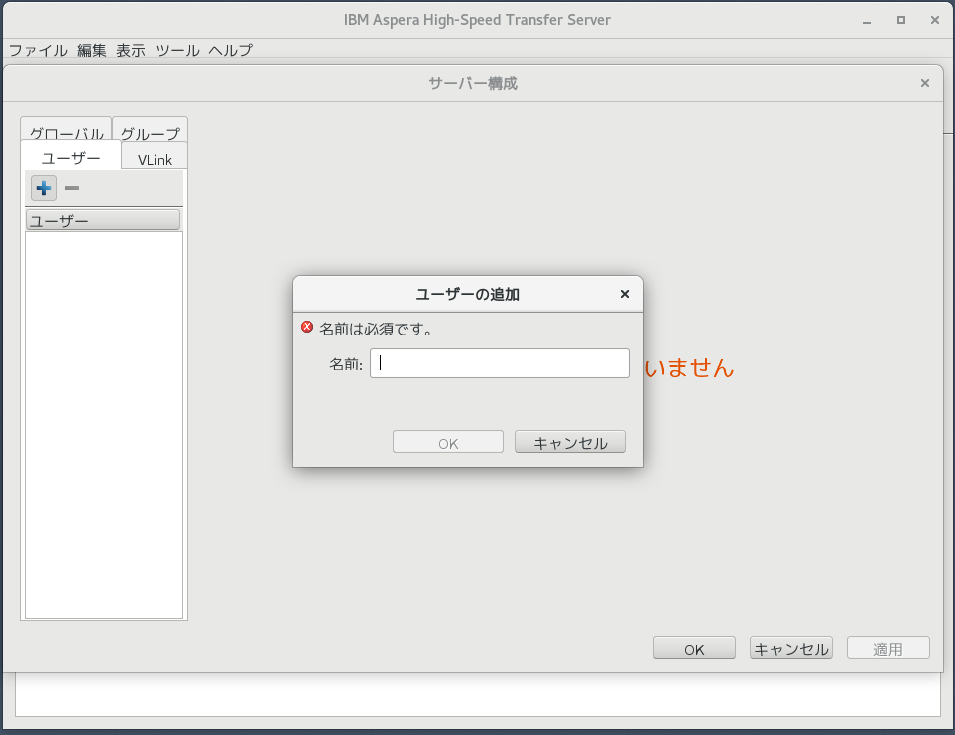 IBM Aspera High-Speed Transfer Server
ファイル 編集 表示 ツール ヘルプ
サーバー構成
グローバル グループ
ユーザー VLink
ユーザー
ユーザーの追加
名前は必須です。
名前:
いません
OK キャンセル
OK キャンセル 適用